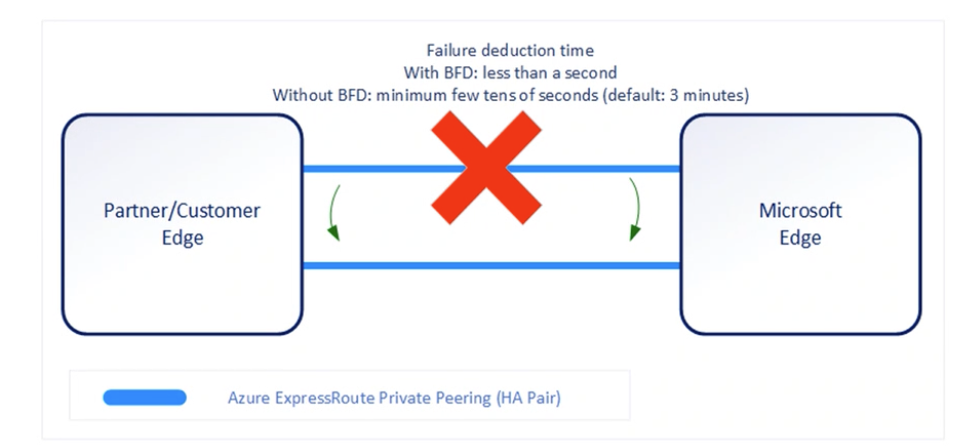 Failure deduction time
With BFD: less than a second
Without BFD: minimum few tens of seconds (default: 3 minutes)
Partner/Customer
Edge
Microsoft
Edge
Azure ExpressRoute Private Peering (HA Pair)